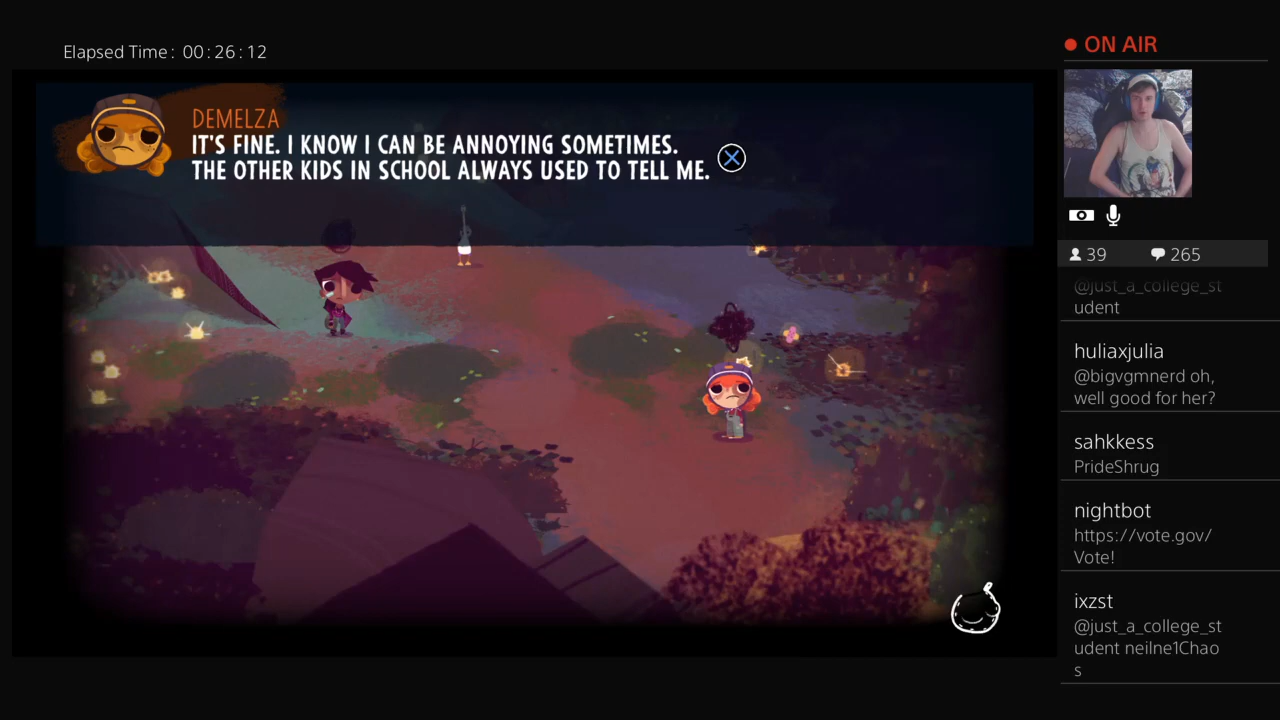 Elapsed Time: 00:26:12
ON AIR
DEMELZA
IT'S FINE. I KNOW I CAN BE ANNOYING SOMETIMES.
THE OTHER KIDS IN SCHOOL ALWAYS USED TO TELL ME.
39 265
@just_a_college_st
udent
huliaxjulia
@bigvgmnerd oh,
well good for her?
sahkkess
PrideShrug
nightbot
https://vote.gov/
Vote!
ixzst
@just_a_college_st
udent neilne1Chao
s